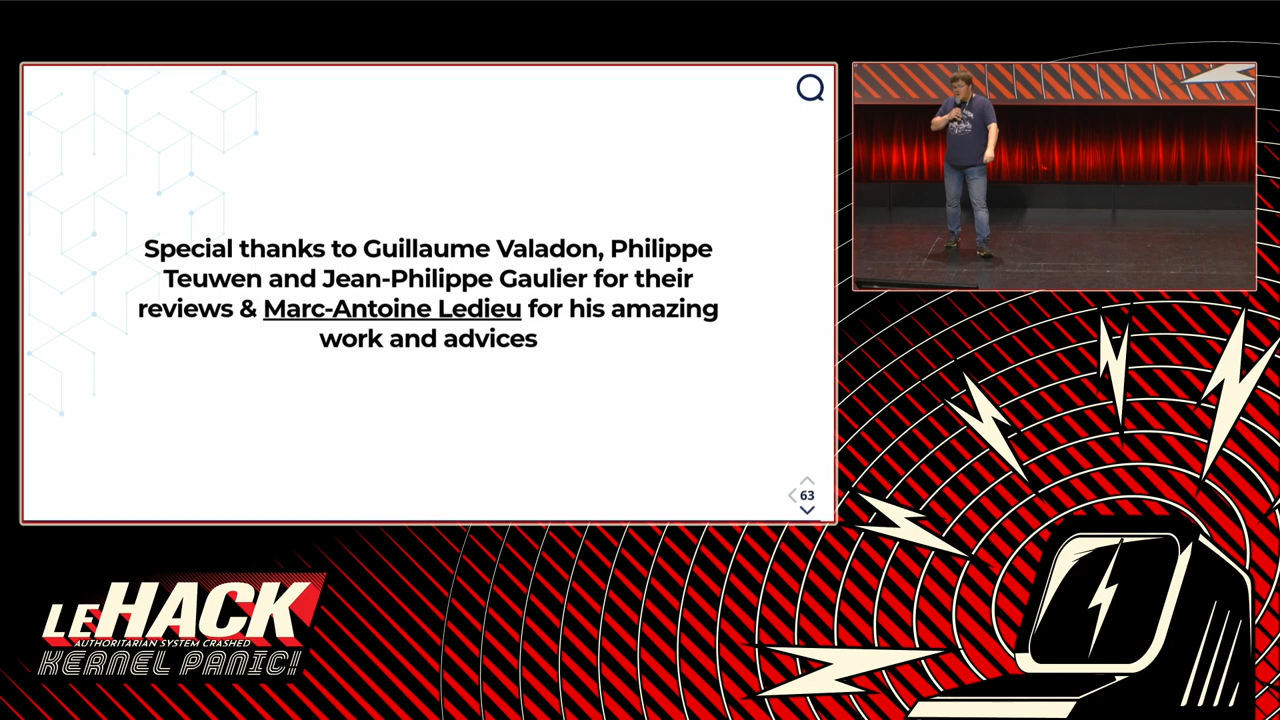 Special thanks to Guillaume Valadon, Philippe
Teuwen and Jean-Philippe Gaulier for their
reviews & Marc-Antoine Ledieu for his amazing
work and advices
63
LEHACK
AUTHORITARIAN SYSTEM CRASHED
KERNEL PANIC!